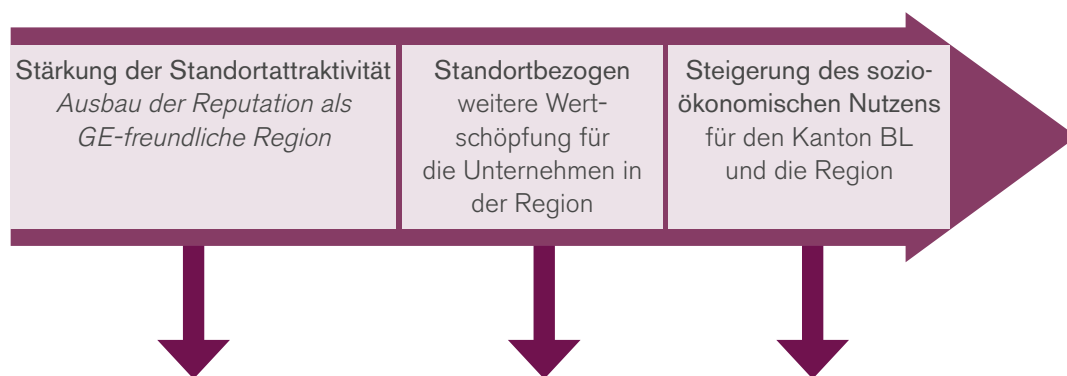 Stärkung der Standortattraktivität
Ausbau der Reputation als
GE-freundliche Region
Standortbezogen
weitere Wert-
schöpfung für
die Unternehmen in
der Region
Steigerung des sozio-
ökonomischen Nutzens
für den Kanton BL
und die Region